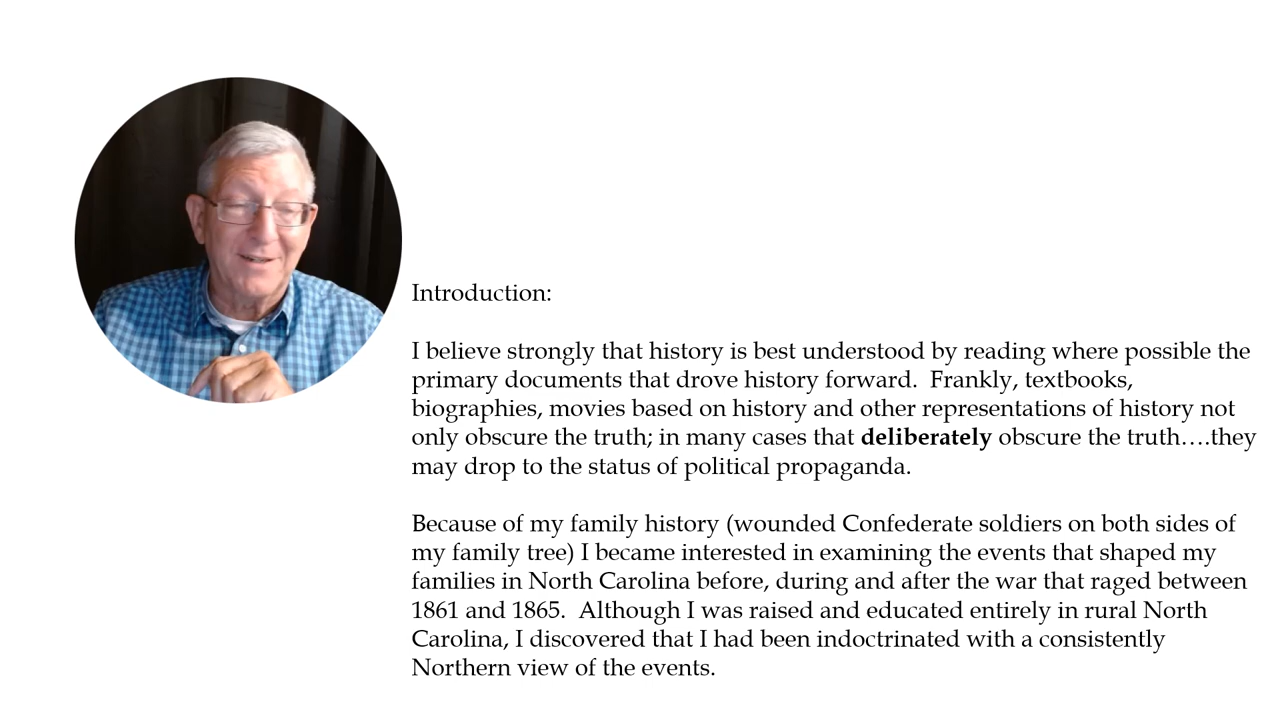 Introduction:
I believe strongly that history is best understood by reading where possible the
primary documents that drove history forward.  Frankly, textbooks,
biographies, movies based on history and other representations of history not
only obscure the truth; in many cases that deliberately obscure the truth….they
may drop to the status of political propaganda.
Because of my family history (wounded Confederate soldiers on both sides of
my family tree) I became interested in examining the events that shaped my
families in North Carolina before, during and after the war that raged between
1861 and 1865.  Although I was raised and educated entirely in rural North
Carolina, I discovered that I had been indoctrinated with a consistently
Northern view of the events.